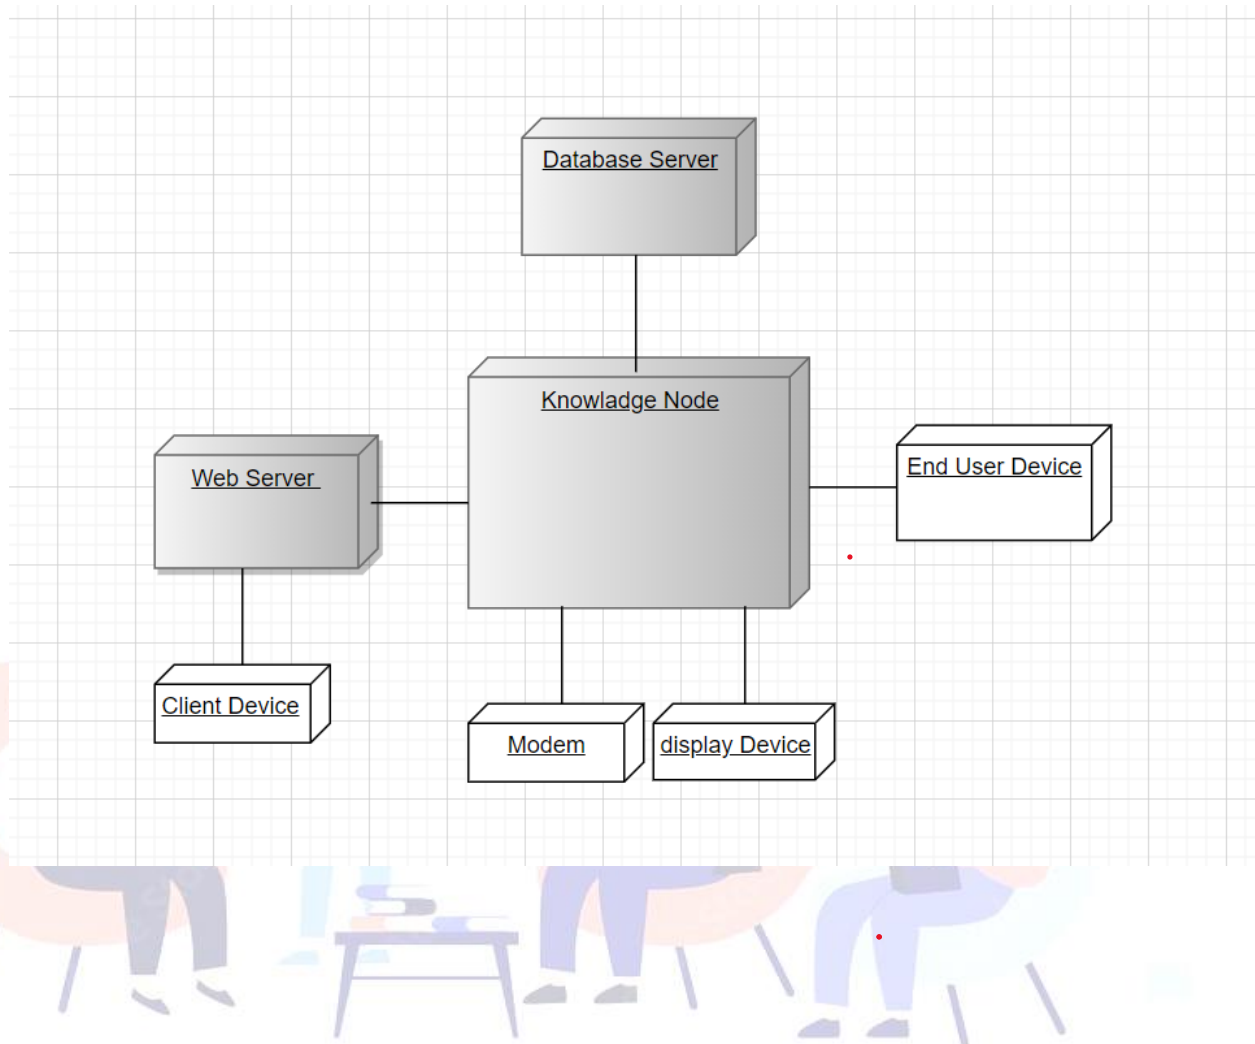 Database Server
Knowladge Node
End User Device
Web Server
Client Device
Modem
display Device